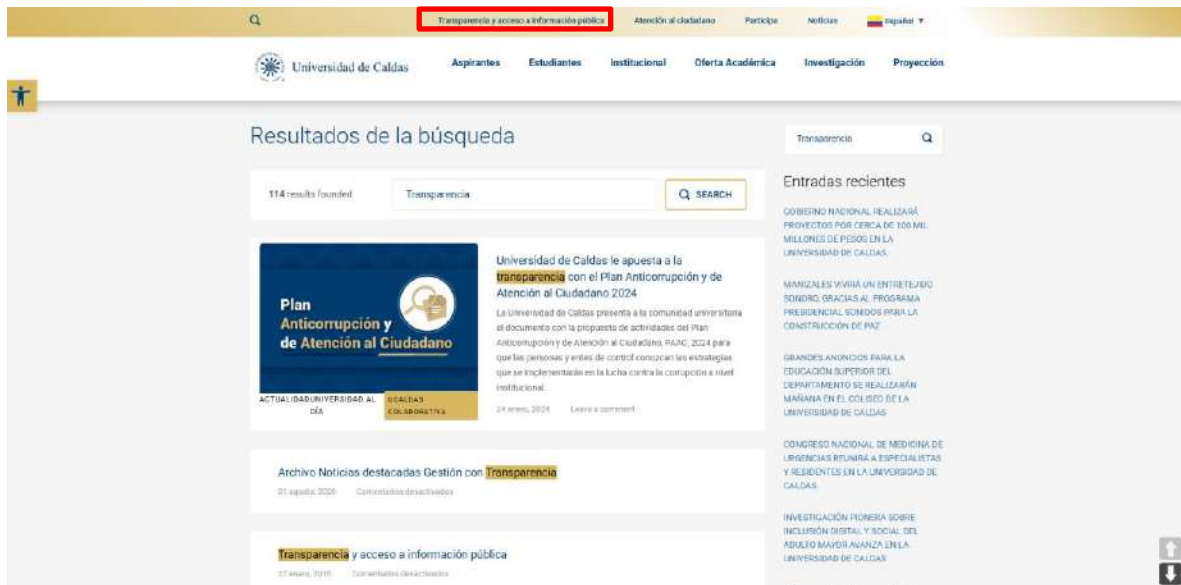 Transparencia y acceso a información pública
Atención al ciudadano
Participa
Noticias
Español ▼
Universidad de Caldas
Aspirantes
Estudiantes
Institucional
Oferta Académica
Investigación
Proyección
Resultados de la búsqueda
114 results founded
Transparencia
SEARCH
Universidad de Caldas le apuesta a la
transparencia con el Plan Anticorrupción y de
Atención al Ciudadano 2024
La Universidad de Caldas presenta a la comunidad universitaria
el documento con la propuesta de actividades del Plan
Anticorrupción y de Atención al Ciudadano, PAAC, 2024 para
que las personas y entes de control conozcan las estrategias
que se implementarán en la lucha contra la corrupción a nivel
institucional.
24 enero, 2024
Leave a comment
Plan
Anticorrupción y
de Atención al Ciudadano
ACTUALIDADUNIVERSIDAD AL
DÍA
UCALDAS
COLABORATIVA
Archivo Noticias destacadas Gestión con Transparencia
Comentarios desactivados
Transparencia y acceso a información pública
Comentarios desactivados
Transparencia
Entradas recientes
GOBIERNO NACIONAL REALIZARÁ
PROYECTOS POR CERCA DE 100 MIL
MILLONES DE PESOS EN LA
UNIVERSIDAD DE CALDAS
MANIZALES VIVIRÁ UN ENTRETEJIDO
SONORO, GRACIAS AL PROGRAMA
PRESIDENCIAL SONIDOS PARA LA
CONSTRUCCIÓN DE PAZ
GRANDES ANUNCIOS PARA LA
EDUCACIÓN SUPERIOR DEL
DEPARTAMENTO SE REALIZARÁN
MAÑANA EN EL COLISEO DE LA
UNIVERSIDAD DE CALDAS
CONGRESO NACIONAL DE MEDICINA DE
URGENCIAS REUNIRÁ A ESPECIALISTAS
Y RESIDENTES EN LA UNIVERSIDAD DE
CALDAS
INVESTIGACIÓN PIONERA SOBRE
INCLUSIÓN DIGITAL Y SOCIAL DEL
ADULTO MAYOR AVANZA EN LA
UNIVERSIDAD DE CALDAS